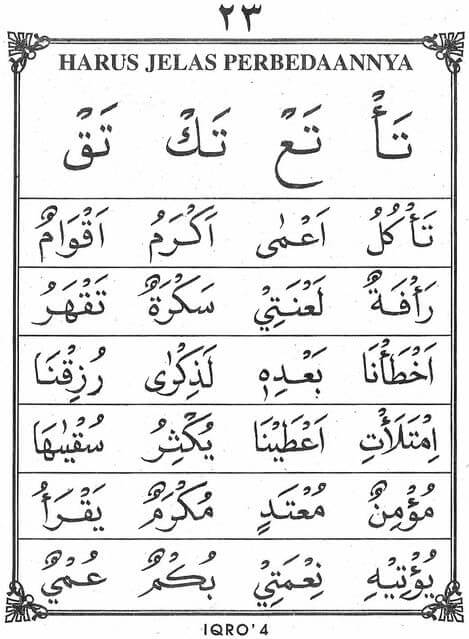 ٢٣
HARUS JELAS PERBEDAANNYA
تَأْ تَعْ تَكْ تَقْ
تَأْكُلُ اَعْمٰى اَكْرَمُ اَقْوَامٌ
رَأْفَةٌ لَعْنَتِيْ سَكْرَةٌ تَقْهَرُ
اَخْطَأْنَا بَعْدِهٖ لَذِكْرٰى رُزِقْنَا
اِمْتَلَأْتِ اَعْطَيْنَا يُكْثِرُ سُقْيٰهَا
مُؤْمِنٌ مُعْتَدٍ مُكْرَمٌ يَقْرَأُ
يُؤْتِيْهِ نِعْمَتِيْ بُكْمٌ عُمْيٌ
IQRO' 4